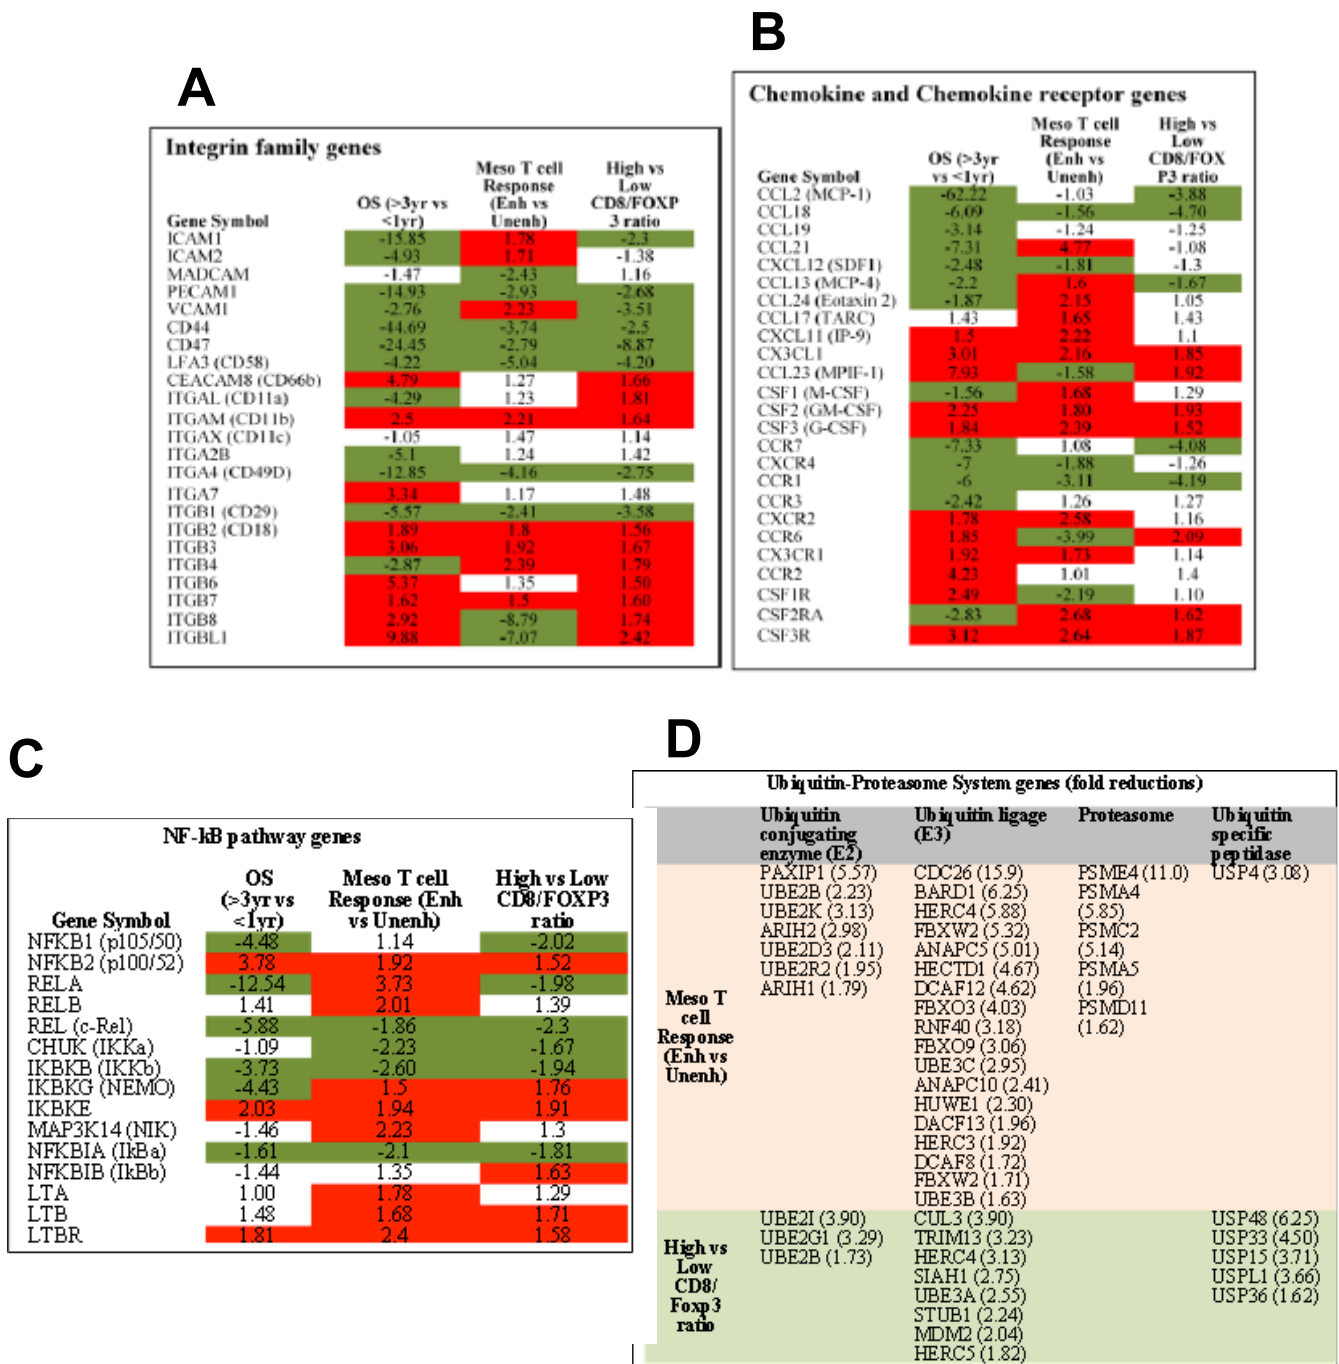 A
Integrin family genes
Gene Symbol | OS (>3yr vs <1yr) | Meso T cell Response (Enh vs Unenh) | High vs Low CD8/FOXP 3 ratio
ICAM1 -15.85 1.78 -2.3
ICAM2 -4.93 1.71 -1.38
MADCAM -1.47 -2.43 1.16
PECAM1 -14.93 -2.93 -2.68
VCAM1 -2.76 2.23 -3.51
CD44 -44.69 -3.74 -2.5
CD47 -24.45 -2.79 -8.87
LFA3 (CD58) -4.22 -5.04 -4.20
CEACAM8 (CD66b) 4.79 1.27 1.66
ITGAL (CD11a) -4.29 1.23 1.81
ITGAM (CD11b) 2.5 2.21 1.64
ITGAX (CD11c) -1.05 1.47 1.14
ITGA2B -5.1 1.24 1.42
ITGA4 (CD49D) -12.85 -4.16 -2.75
ITGA7 3.34 1.17 1.48
ITGB1 (CD29) -5.57 -2.41 -3.58
ITGB2 (CD18) 1.89 1.8 1.56
ITGB3 3.06 1.92 1.67
ITGB4 -2.87 2.39 1.79
ITGB6 5.37 1.35 1.50
ITGB7 1.62 1.5 1.60
ITGB8 2.92 -8.79 1.74
ITGBL1 9.88 -7.07 2.42
B
Chemokine and Chemokine receptor genes
Gene Symbol | OS (>3yr vs <1yr) | Meso T cell Response (Enh vs Unenh) | High vs Low CD8/FOX P3 ratio
CCL2 (MCP-1) -62.22 -1.03 -3.88
CCL18 -6.09 -1.56 -4.70
CCL19 -3.14 -1.24 -1.25
CCL21 -7.31 4.77 -1.08
CXCL12 (SDF1) -2.48 -1.81 -1.3
CCL13 (MCP-4) -2.2 1.6 -1.67
CCL24 (Eotaxin 2) -1.87 2.15 1.05
CCL17 (TARC) 1.43 1.65 1.43
CXCL11 (IP-9) 1.5 2.22 1.1
CX3CL1 3.01 2.16 1.85
CCL23 (MPIF-1) 7.93 -1.58 1.92
CSF1 (M-CSF) -1.56 1.68 1.29
CSF2 (GM-CSF) 2.25 1.80 1.93
CSF3 (G-CSF) 1.84 2.39 1.52
CCR7 -7.33 1.08 -4.08
CXCR4 -7 -1.88 -1.26
CCR1 -6 -3.11 -4.19
CCR3 -2.42 1.26 1.27
CXCR2 1.78 2.58 1.16
CCR6 1.85 -3.99 2.09
CX3CR1 1.92 1.73 1.14
CCR2 4.23 1.01 1.4
CSF1R 2.49 -2.19 1.10
CSF2RA -2.83 2.68 1.62
CSF3R 3.12 2.64 1.87
C
NF-kB pathway genes
Gene Symbol | OS (>3yr vs <1yr) | Meso T cell Response (Enh vs Unenh) | High vs Low CD8/FOXP3 ratio
NFKB1 (p105/50) -4.48 1.14 -2.02
NFKB2 (p100/52) 3.78 1.92 1.52
RELA -12.54 3.73 -1.98
RELB 1.41 2.01 1.39
REL (c-Rel) -5.88 -1.86 -2.3
CHUK (IKKa) -1.09 -2.23 -1.67
IKBKB (IKKb) -3.73 -2.60 -1.94
IKBKG (NEMO) -4.43 1.5 1.76
IKBKE 2.03 1.94 1.91
MAP3K14 (NIK) -1.46 2.23 1.3
NFKBIA (IkBa) -1.61 -2.1 -1.81
NFKBIB (IkBb) -1.44 1.35 1.63
LTA 1.00 1.78 1.29
LTB 1.48 1.68 1.71
LTBR 1.81 2.4 1.58
D
Ubiquitin-Proteasome System genes (fold reductions)
Ubiquitin conjugating enzyme (E2) | Ubiquitin ligage (E3) | Proteasome | Ubiquitin specific peptidase
Meso T cell Response (Enh vs Unenh)
PAXIP1 (5.57)
UBE2B (2.23)
UBE2K (3.13)
ARIH2 (2.98)
UBE2D3 (2.11)
UBE2R2 (1.95)
ARIH1 (1.79)
CDC26 (15.9)
BARD1 (6.25)
HERC4 (5.88)
FBXW2 (5.32)
ANAPC5 (5.01)
HECTD1 (4.67)
DCAF12 (4.62)
FBXO3 (4.03)
RNF40 (3.18)
FBXO9 (3.06)
UBE3C (2.95)
ANAPC10 (2.41)
HUWE1 (2.30)
DACF13 (1.96)
HERC3 (1.92)
DCAF8 (1.72)
FBXW2 (1.71)
UBE3B (1.63)
PSME4 (11.0)
PSMA4
(5.85)
PSMC2
(5.14)
PSMA5
(1.96)
PSMD11
(1.62)
USP4 (3.08)
High vs Low CD8/ Foxp3 ratio
UBE2I (3.90)
UBE2G1 (3.29)
UBE2B (1.73)
CUL3 (3.90)
TRIM13 (3.23)
HERC4 (3.13)
SIAH1 (2.75)
UBE3A (2.55)
STUB1 (2.24)
MDM2 (2.04)
HERC5 (1.82)
USP48 (6.25)
USP33 (4.50)
USP15 (3.71)
USPL1 (3.66)
USP36 (1.62)